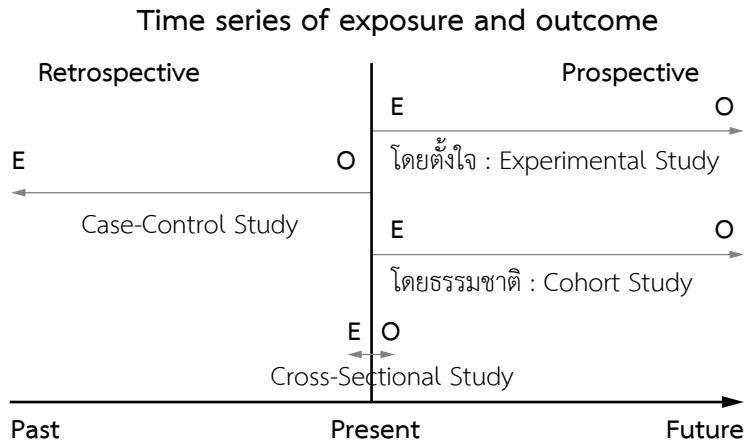 Time series of exposure and outcome
Retrospective
Prospective
E O
E O
โดยตั้งใจ : Experimental Study
Case-Control Study
E O
โดยธรรมชาติ : Cohort Study
E O
Cross-Sectional Study
Past Present Future